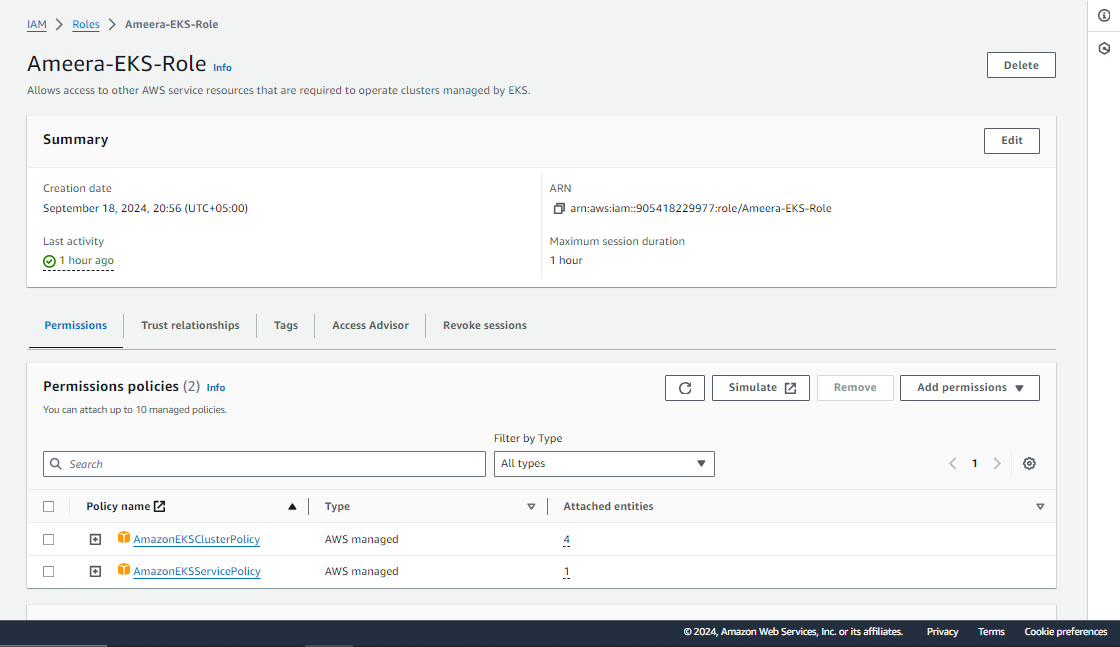 IAM > Roles > Ameera-EKS-Role
Ameera-EKS-Role Info
Delete
Allows access to other AWS service resources that are required to operate clusters managed by EKS.
Summary
Edit
Creation date
September 18, 2024, 20:56 (UTC+05:00)
ARN
arn:aws:iam::905418229977:role/Ameera-EKS-Role
Last activity
1 hour ago
Maximum session duration
1 hour
Permissions
Trust relationships
Tags
Access Advisor
Revoke sessions
Permissions policies (2) Info
Simulate
Remove
Add permissions
You can attach up to 10 managed policies.
Filter by Type
Search
All types
1
Policy name Type Attached entities
AmazonEKSClusterPolicy AWS managed 4
AmazonEKSServicePolicy AWS managed 1
© 2024, Amazon Web Services, Inc. or its affiliates. Privacy Terms Cookie preferences